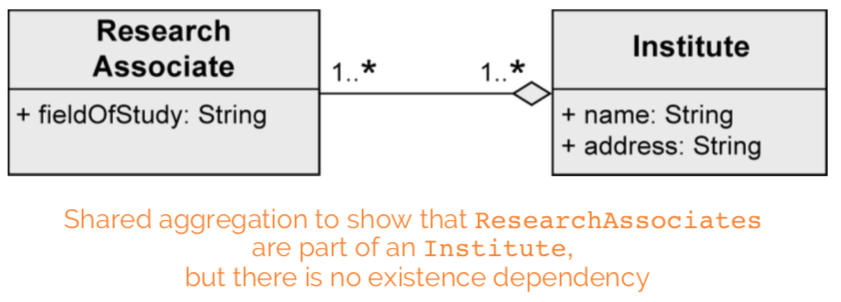 Research
Associate
+ fieldOfStudy: String
1..*
1..*
Institute
+ name: String
+ address: String
Shared aggregation to show that ResearchAssociates
are part of an Institute,
but there is no existence dependency